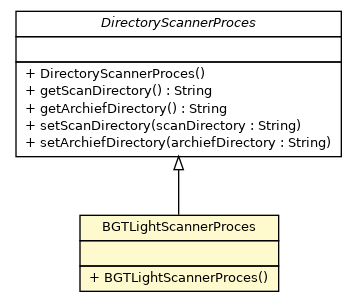 DirectoryScannerProces
+ DirectoryScannerProces()
+ getScanDirectory() : String
+ getArchiefDirectory() : String
+ setScanDirectory(scanDirectory : String)
+ setArchiefDirectory(archiefDirectory : String)
BGTLightScannerProces
+ BGTLightScannerProces()